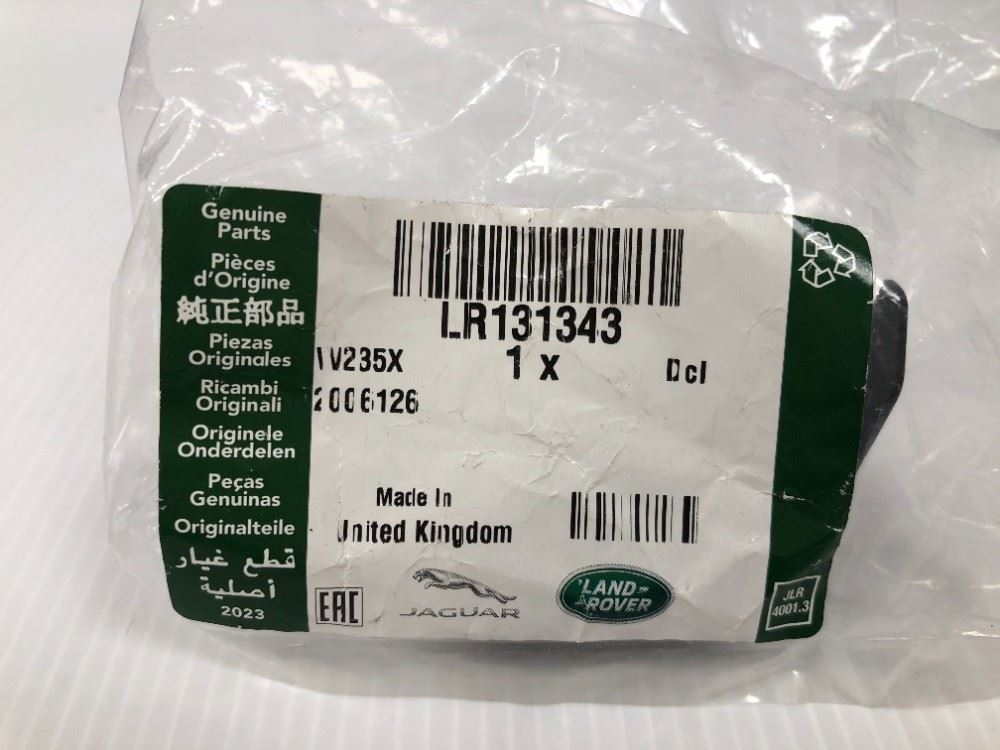 Genuine
Parts
Pièces
d'Origine
純正部品
Piezas
Originales
Ricambi
Originali
Originele
Onderdelen
Peças
Genuinas
Originalteile
قطع غيار
أصلية
2023
LR131343
1 x
Dcl
V235X
2006126
Made In
United Kingdom
EAC
JAGUAR
LAND-
ROVER
JLR
4001.3